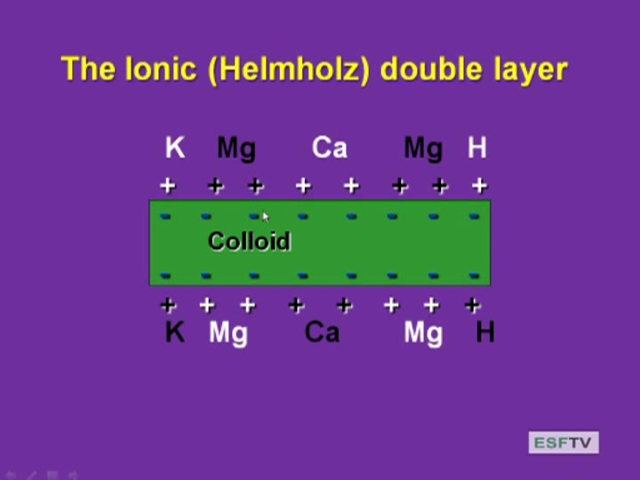 The Ionic (Helmholz) double layer
K Mg Ca Mg H
+ + + + + + + +
- - - - - - - -
Colloid
- - - - - - - -
+ + + + + + + +
K Mg Ca Mg H
ESFTV